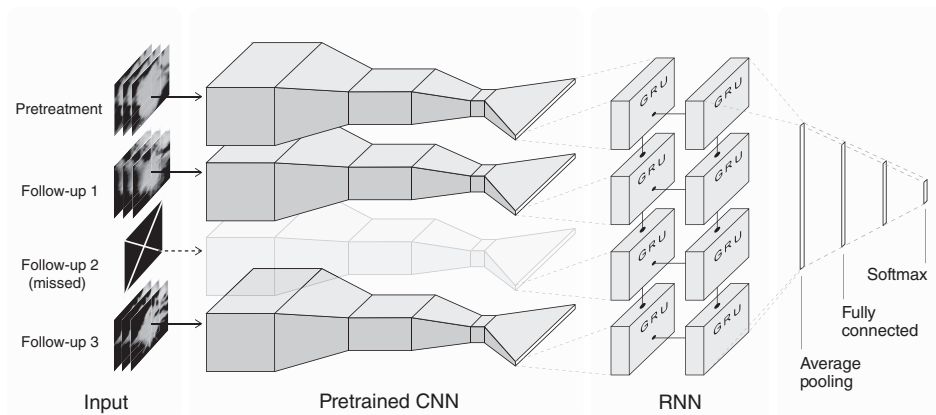 Pretreatment
Follow-up 1
Follow-up 2
(missed)
Follow-up 3
Input
Pretrained CNN
GRU
GRU
GRU
GRU
GRU
GRU
GRU
GRU
RNN
Softmax
Fully
connected
Average
pooling